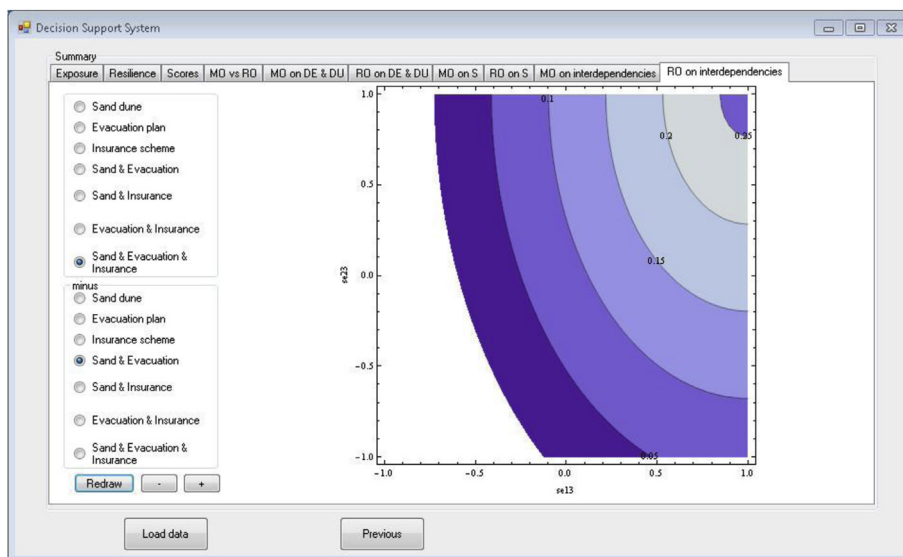 Decision Support System
Summary
Exposure Resilience Scores MO vs RO MO on DE & DU RO on DE & DU MO on S RO on S MO on interdependencies RO on interdependencies
Sand dune
Evacuation plan
Insurance scheme
Sand & Evacuation
Sand & Insurance
Evacuation & Insurance
Sand & Evacuation &
Insurance
minus
Sand dune
Evacuation plan
Insurance scheme
Sand & Evacuation
Sand & Insurance
Evacuation & Insurance
Sand & Evacuation &
Insurance
Redraw - +
1.0
0.5
0.0
-0.5
-1.0
se23
0.1
0.2
0.25
0.15
0.05
-1.0 -0.5 0.0 0.5 1.0
se13
Load data Previous